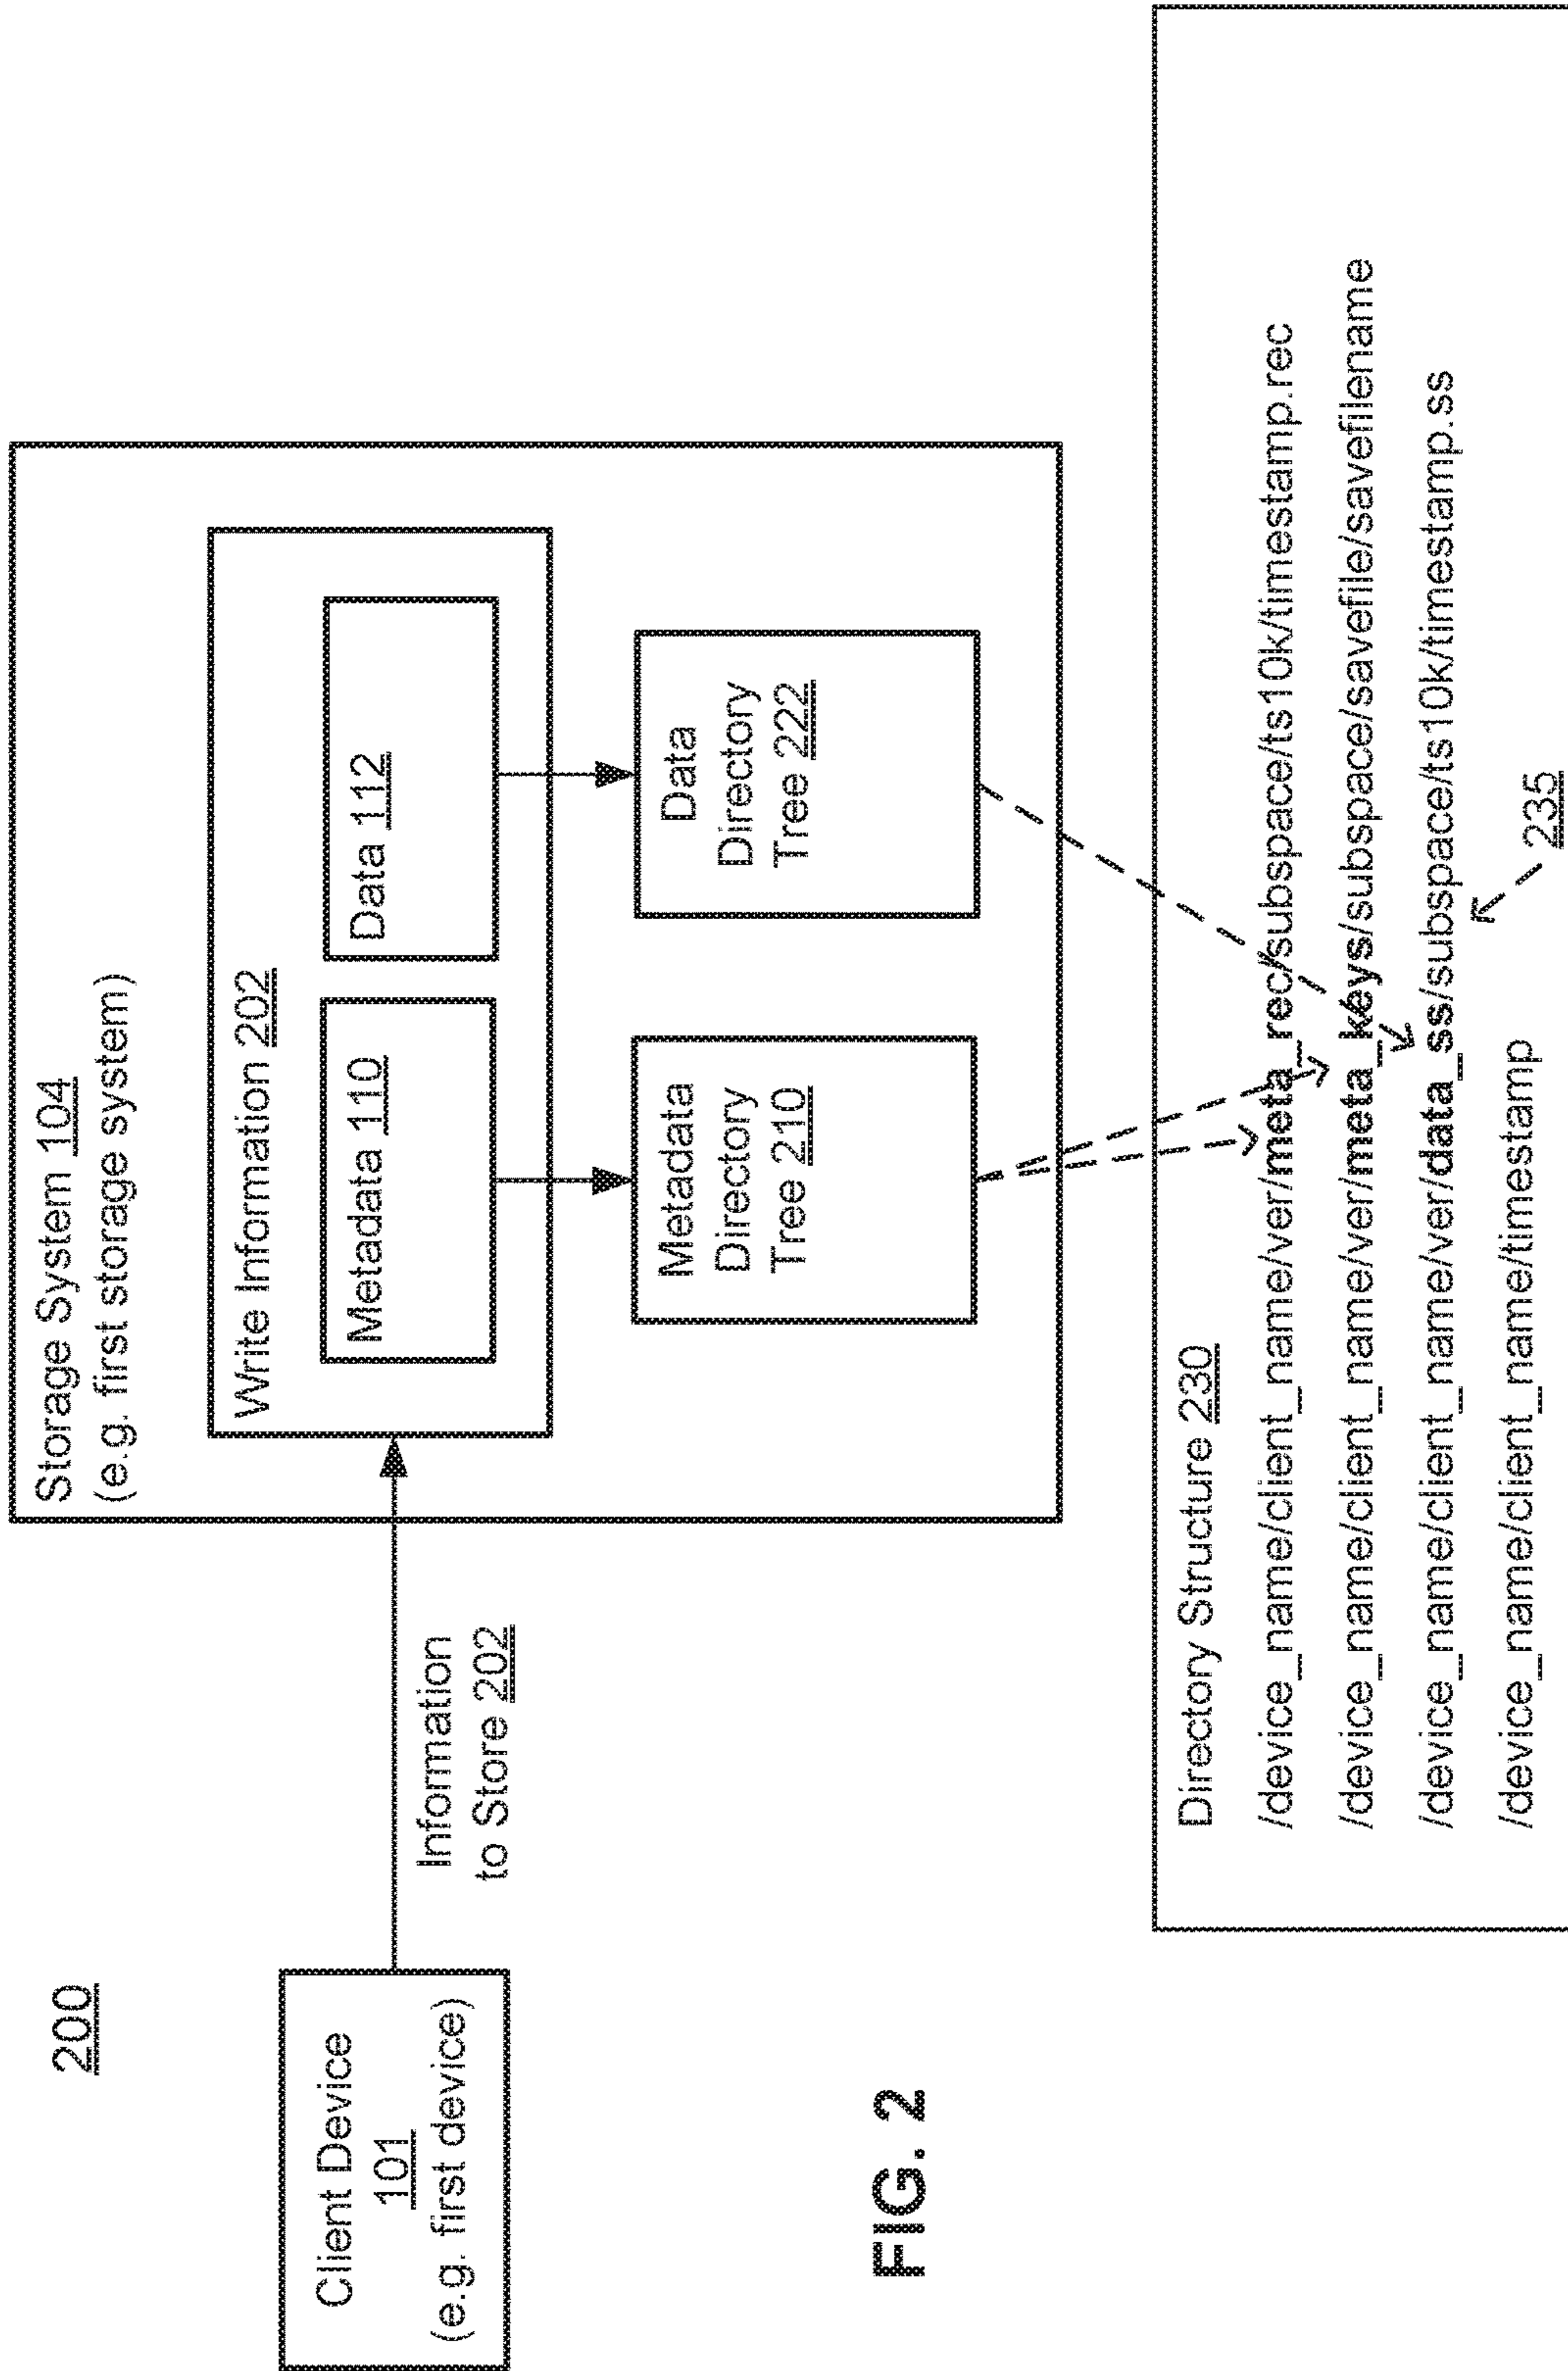 200
Client Device
101
(e.g. first device)
Information
to Store 202
Storage System 104
(e.g. first storage system)
Write Information 202
Metadata 110
Data 112
Metadata
Directory
Tree 210
Data
Directory
Tree 222
Directory Structure 230
/device_name/client_name/ver/meta_rec/subspace/ts10k/timestamp.rec
/device_name/client_name/ver/meta_keys/subspace/savefile/savefilename
/device_name/client_name/ver/data_ss/subspace/ts10k/timestamp.ss
/device_name/client_name/timestamp
235
FIG. 2